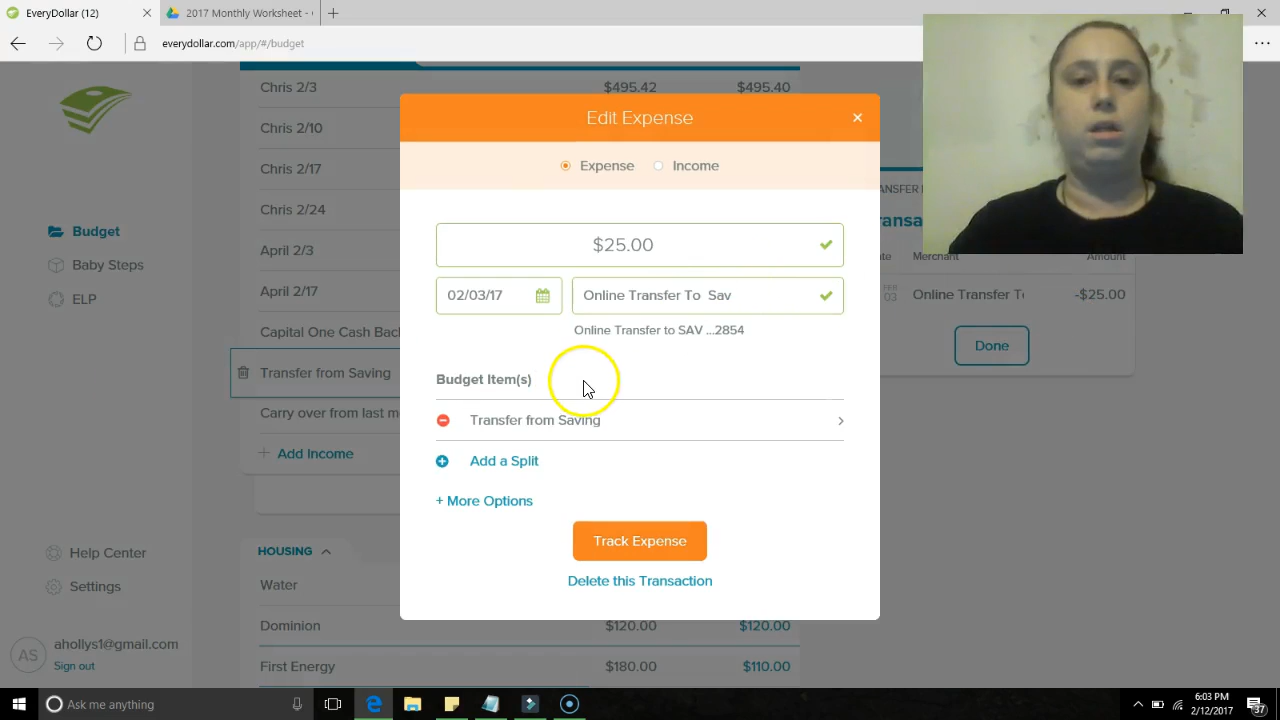 EveryDollar (12)
2017 Monthly Meal
everydollar.com/app/#/budget
Chris 2/3 $495.42 $495.40
Chris 2/10
Chris 2/17
Chris 2/24
April 2/3
April 2/17
Capital One Cash Back
Transfer from Saving
Carry over from last m
Add Income
HOUSING
Water
Dominion $120.00 $120.00
First Energy $180.00 $110.00
Budget
Baby Steps
ELP
Help Center
Settings
AS
ahollys1@gmail.com
Sign out
Edit Expense
Expense Income
$25.00
02/03/17 Online Transfer To Sav
Online Transfer to SAV ...2854
Budget Item(s)
Transfer from Saving
Add a Split
+ More Options
Track Expense
Delete this Transaction
Merchant Amount
FEB
03
Online Transfer -$25.00
Done
Ask me anything
6:03 PM
2/12/2017
37